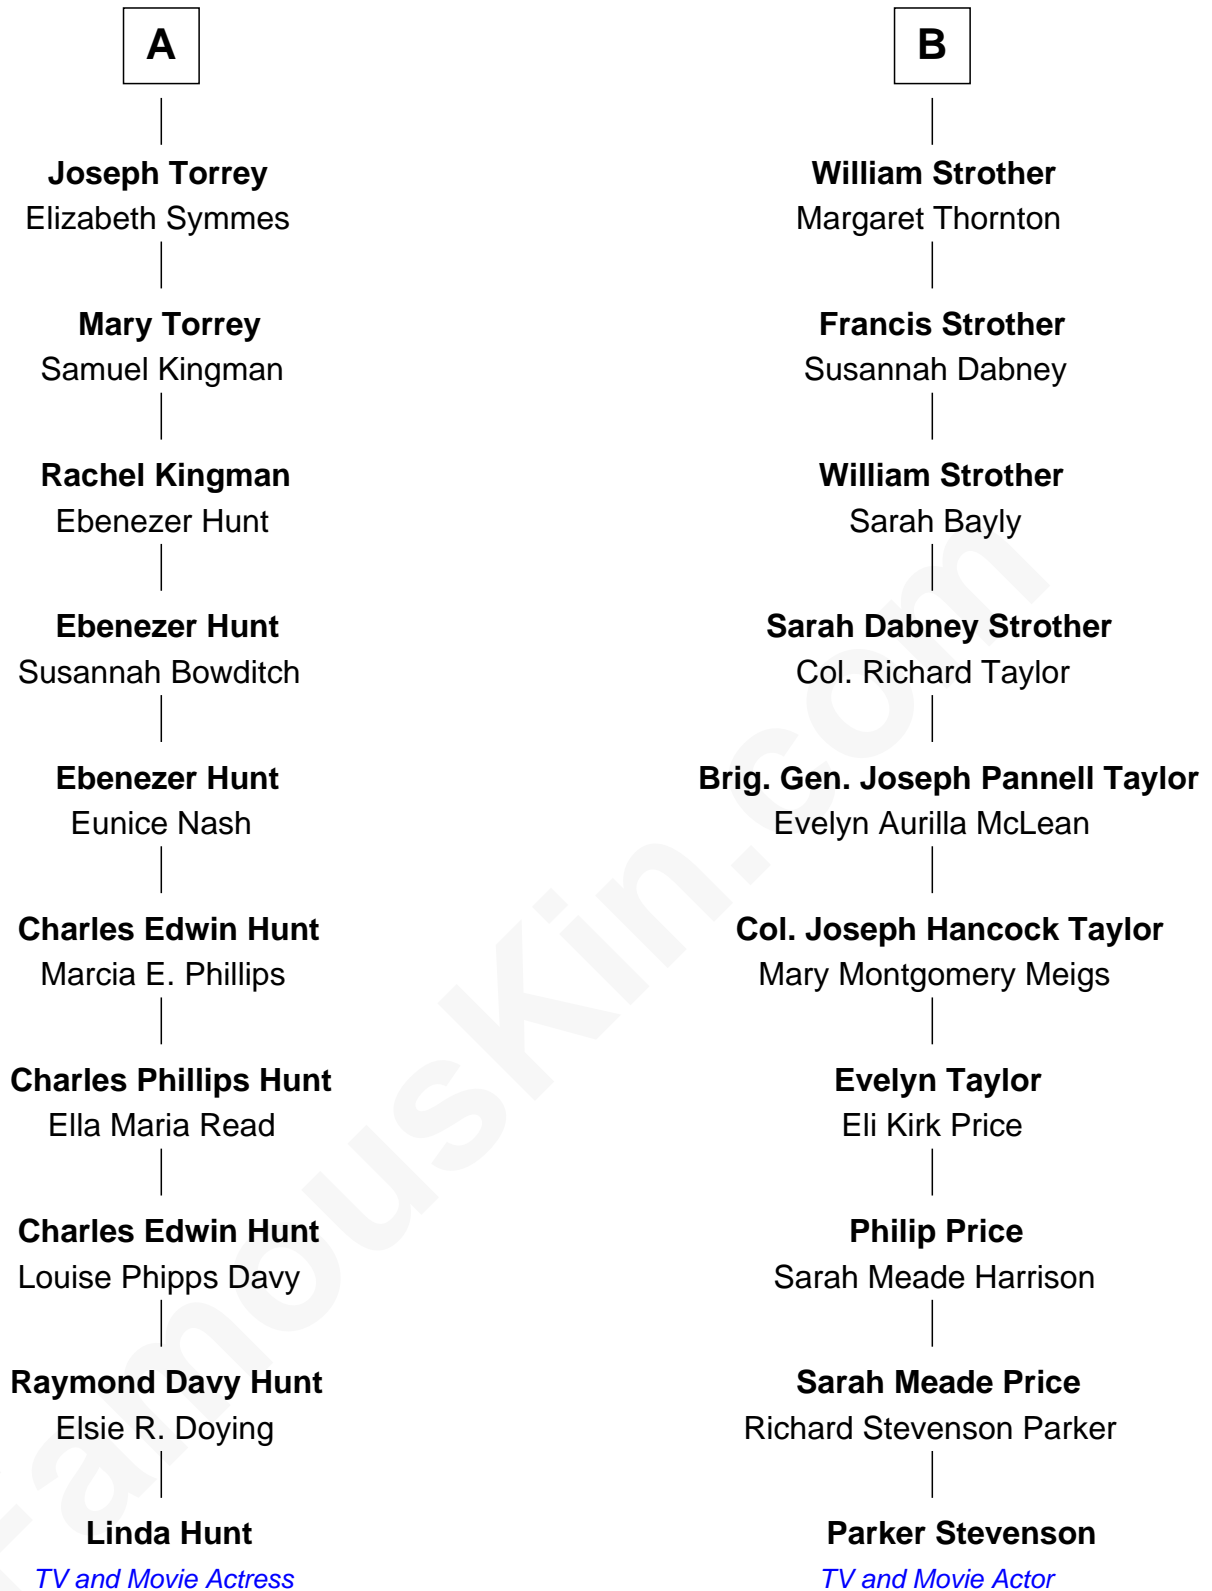 A
Joseph Torrey
Elizabeth Symmes
Mary Torrey
Samuel Kingman
Rachel Kingman
Ebenezer Hunt
Ebenezer Hunt
Susannah Bowditch
Ebenezer Hunt
Eunice Nash
Charles Edwin Hunt
Marcia E. Phillips
Charles Phillips Hunt
Ella Maria Read
Charles Edwin Hunt
Louise Phipps Davy
Raymond Davy Hunt
Elsie R. Doying
Linda Hunt
TV and Movie Actress
B
William Strother
Margaret Thornton
Francis Strother
Susannah Dabney
William Strother
Sarah Bayly
Sarah Dabney Strother
Col. Richard Taylor
Brig. Gen. Joseph Pannell Taylor
Evelyn Aurilla McLean
Col. Joseph Hancock Taylor
Mary Montgomery Meigs
Evelyn Taylor
Eli Kirk Price
Philip Price
Sarah Meade Harrison
Sarah Meade Price
Richard Stevenson Parker
Parker Stevenson
TV and Movie Actor
FamousKin.com